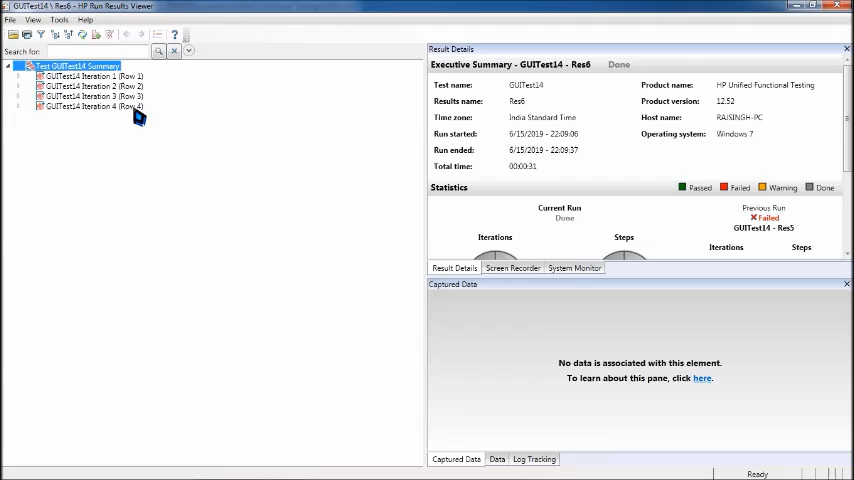 GUITest14 \ Res6 - HP Run Results Viewer
File View Tools Help
Search for:
Test GUITest14 Summary
GUITest14 Iteration 1 (Row 1)
GUITest14 Iteration 2 (Row 2)
GUITest14 Iteration 3 (Row 3)
GUITest14 Iteration 4 (Row 4)
Result Details
Executive Summary - GUITest14 - Res6 Done
Test name: GUITest14 Product name: HP Unified Functional Testing
Results name: Res6 Product version: 12.52
Time zone: India Standard Time Host name: RAJSINGH-PC
Run started: 6/15/2019 - 22:09:06 Operating system: Windows 7
Run ended: 6/15/2019 - 22:09:37
Total time: 00:00:31
Statistics Passed Failed Warning Done
Current Run Previous Run
Done Failed
GUITest14 - Res5
Iterations Steps Iterations Steps
Result Details Screen Recorder System Monitor
Captured Data
No data is associated with this element.
To learn about this pane, click here.
Captured Data Data Log Tracking
Ready